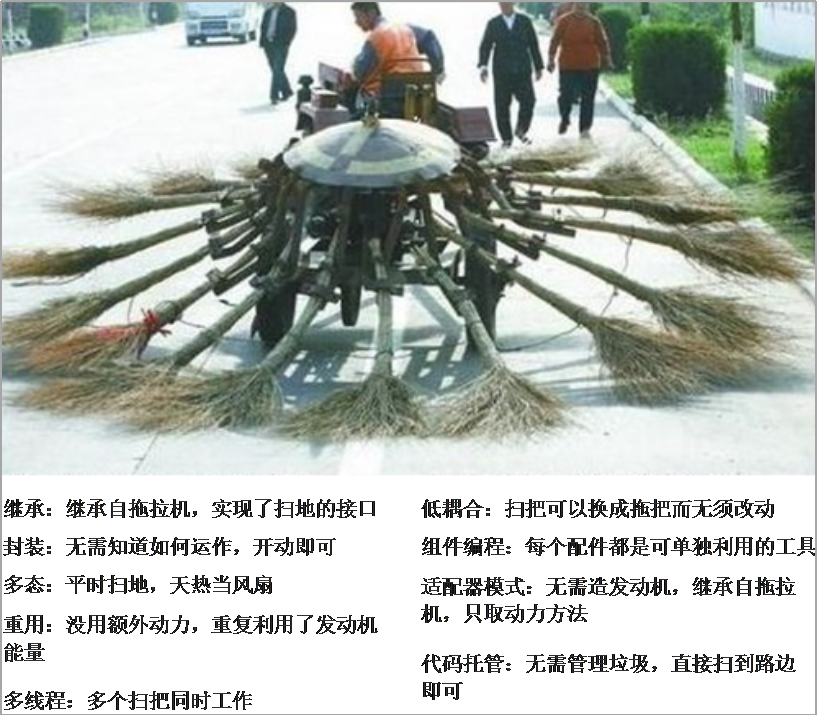 继承：继承自拖拉机，实现了扫地的接口
封装：无需知道如何运作，开动即可
多态：平时扫地，天热当风扇
重用：没用额外动力，重复利用了发动机
能量
多线程：多个扫把同时工作
低耦合：扫把可以换成拖把而无须改动
组件编程：每个配件都是可单独利用的工具
适配器模式：无需造发动机，继承自拖拉
机，只取动力方法
代码托管：无需管理垃圾，直接扫到路边
即可